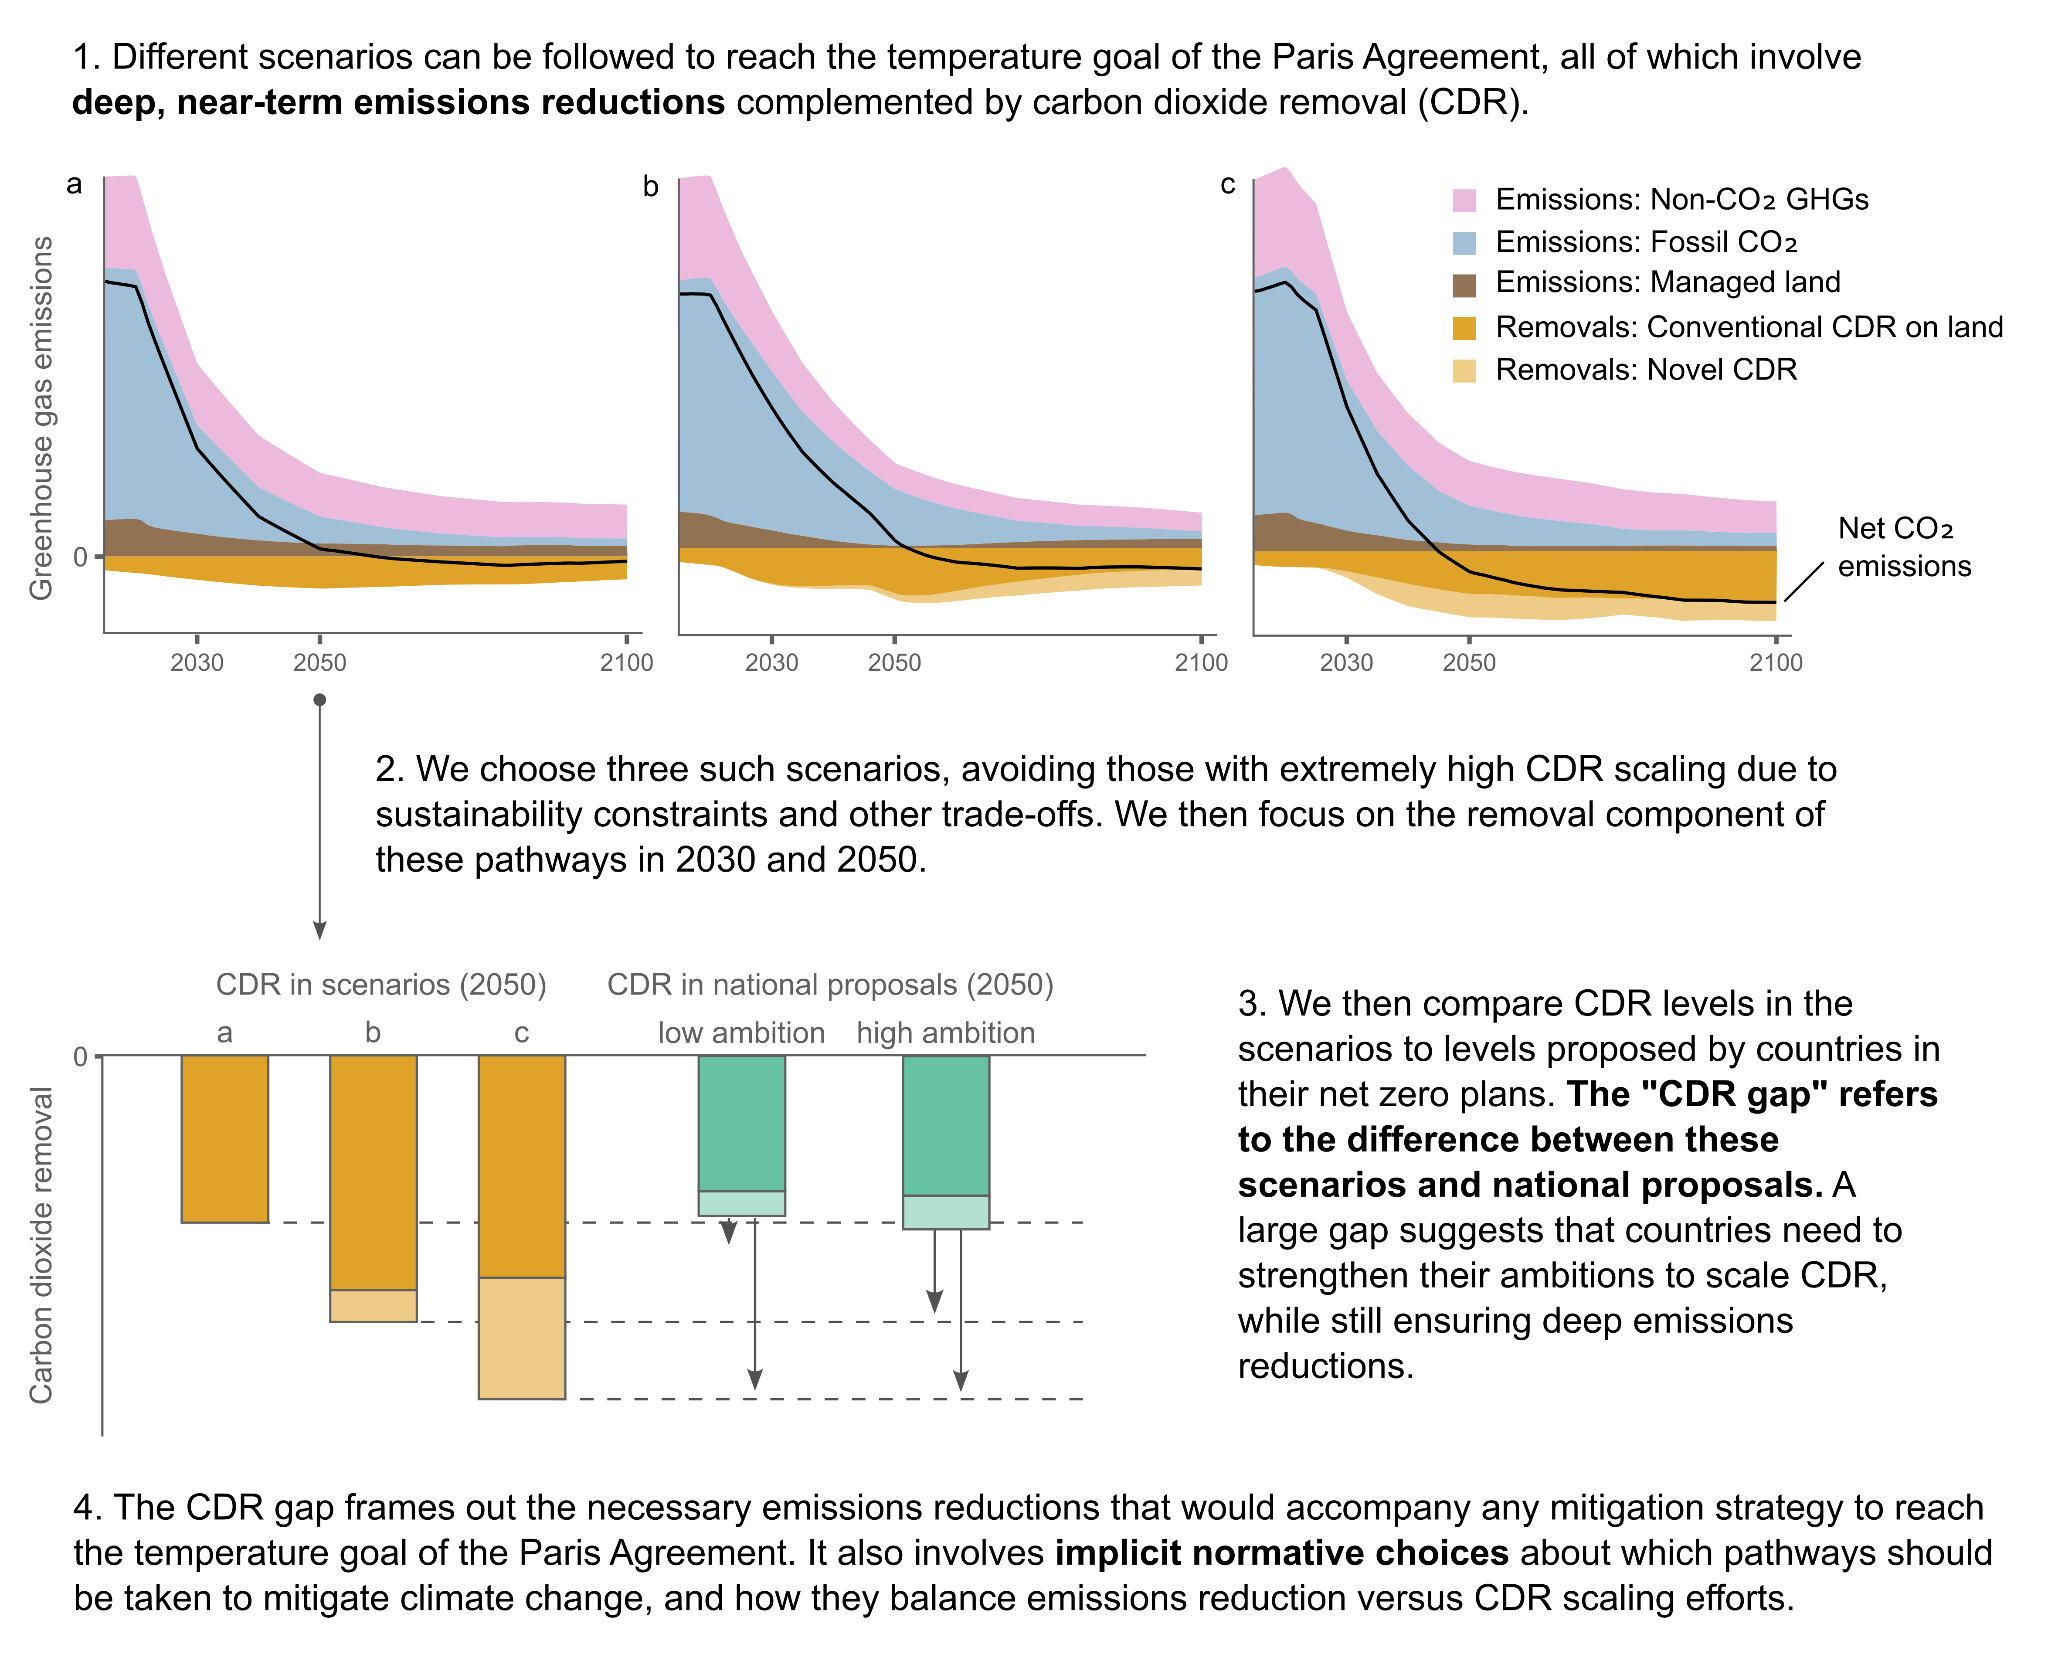 1. Different scenarios can be followed to reach the temperature goal of the Paris Agreement, all of which involve
deep, near-term emissions reductions complemented by carbon dioxide removal (CDR).
a
b
c
Emissions: Non-CO₂ GHGs
Emissions: Fossil CO₂
Emissions: Managed land
Removals: Conventional CDR on land
Removals: Novel CDR
Greenhouse gas emissions
0
Net CO₂
emissions
2030 2050 2100
2030 2050 2100
2030 2050 2100
2. We choose three such scenarios, avoiding those with extremely high CDR scaling due to
sustainability constraints and other trade-offs. We then focus on the removal component of
these pathways in 2030 and 2050.
CDR in scenarios (2050)
a b c
CDR in national proposals (2050)
low ambition high ambition
0
Carbon dioxide removal
3. We then compare CDR levels in the
scenarios to levels proposed by countries in
their net zero plans. The "CDR gap" refers
to the difference between these
scenarios and national proposals. A
large gap suggests that countries need to
strengthen their ambitions to scale CDR,
while still ensuring deep emissions
reductions.
4. The CDR gap frames out the necessary emissions reductions that would accompany any mitigation strategy to reach
the temperature goal of the Paris Agreement. It also involves implicit normative choices about which pathways should
be taken to mitigate climate change, and how they balance emissions reduction versus CDR scaling efforts.